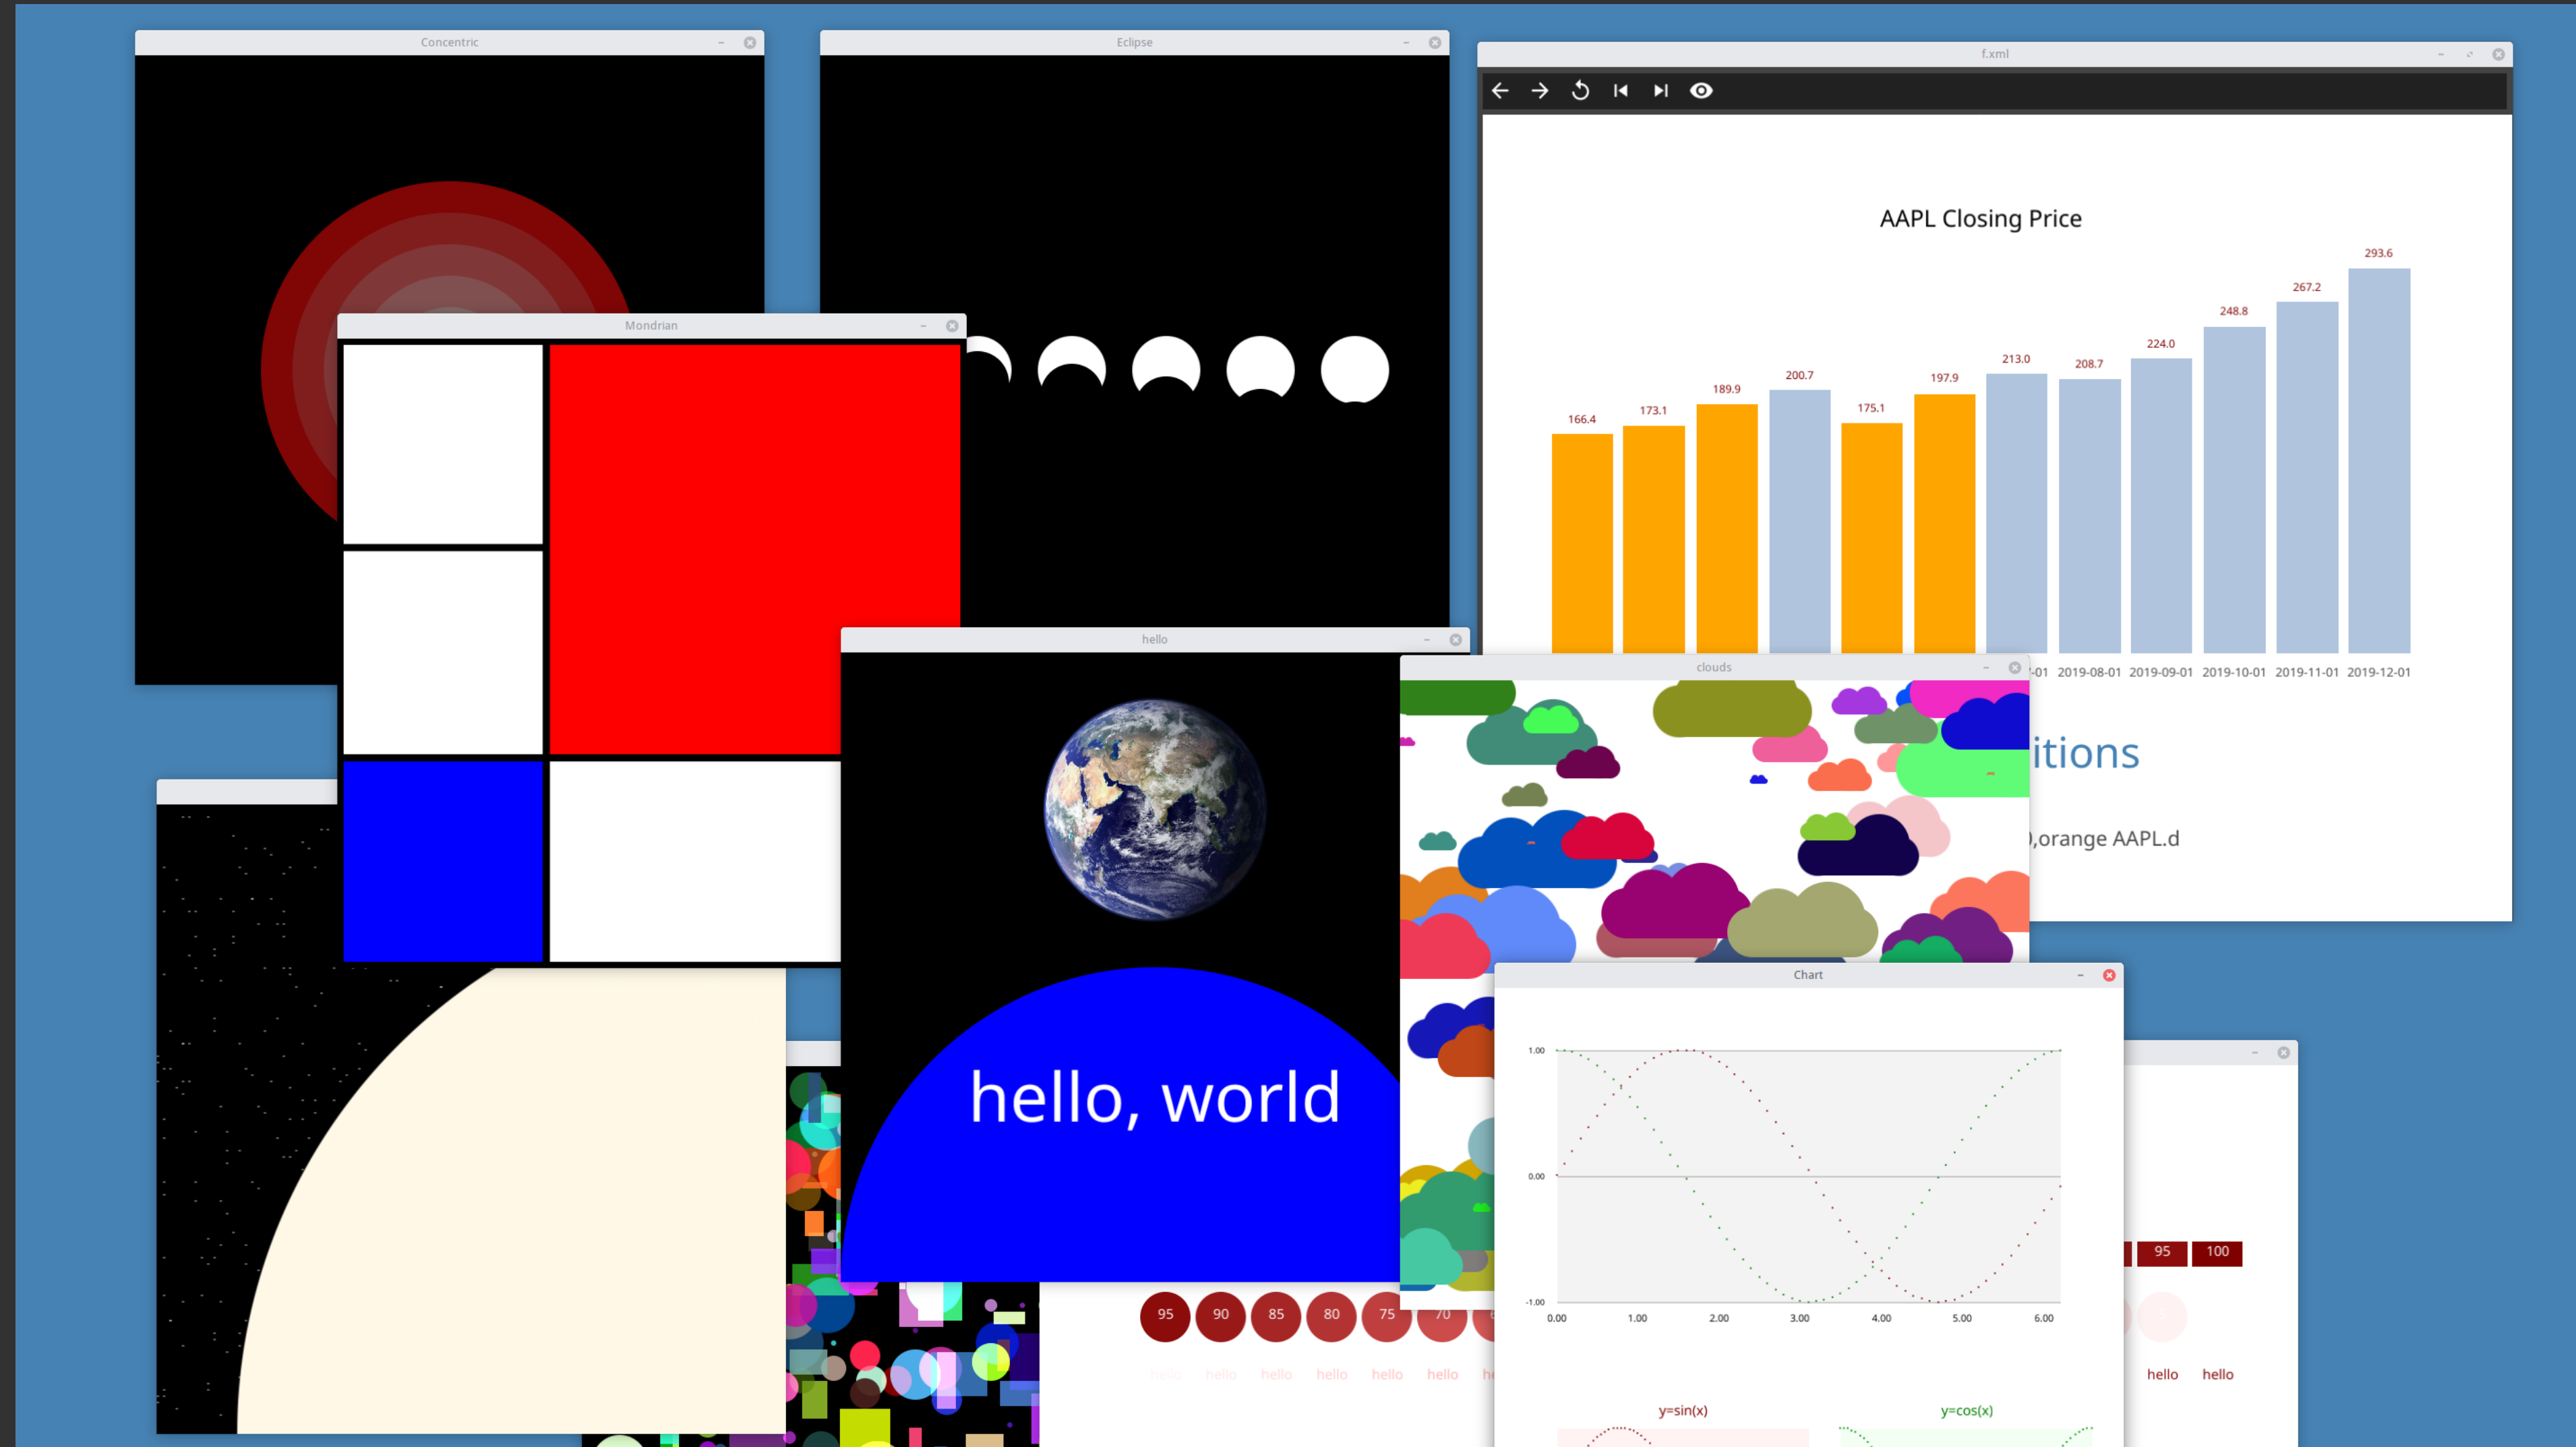 Concentric
Eclipse
f.xml
AAPL Closing Price
293.6
267.2
248.8
224.0
213.0
208.7
200.7
197.9
189.9
175.1
173.1
166.4
-01 2019-08-01 2019-09-01 2019-10-01 2019-11-01 2019-12-01
itions
,orange AAPL.d
Mondrian
hello
hello, world
clouds
Chart
1.00
0.00
-1.00
0.00 1.00 2.00 3.00 4.00 5.00 6.00
y=sin(x) y=cos(x)
95 100
95 90 85 80 75 70
hello hello hello hello hello hello
hello hello